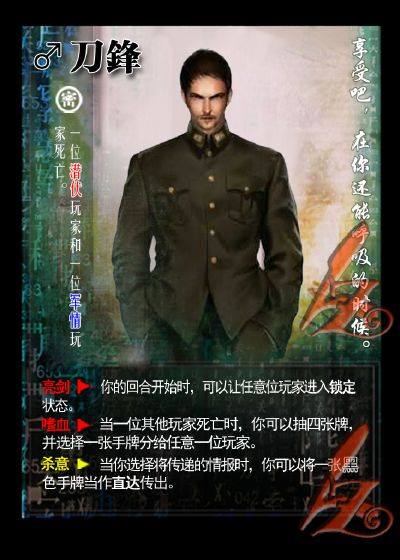 ♂刀鋒
密
一位潜伏玩家和一位军情玩
家死亡。
享受吧，在你还能呼吸的时候。
亮剑 ▶ 你的回合开始时，可以让任意位玩家进入锁定
状态。
嗜血 ▶ 当一位其他玩家死亡时，你可以抽四张牌，
并选择一张手牌分给任意一位玩家。
杀意 ▶ 当你选择将传递的情报时，你可以将一张黑
色手牌当作直达传出。